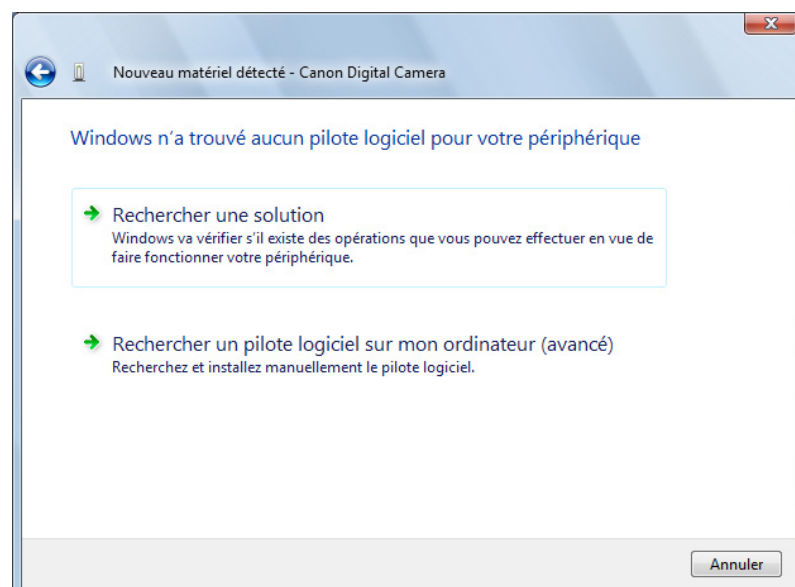 Nouveau matériel détecté - Canon Digital Camera
Windows n'a trouvé aucun pilote logiciel pour votre périphérique
Rechercher une solution
Windows va vérifier s'il existe des opérations que vous pouvez effectuer en vue de
faire fonctionner votre périphérique.
Rechercher un pilote logiciel sur mon ordinateur (avancé)
Recherchez et installez manuellement le pilote logiciel.
Annuler